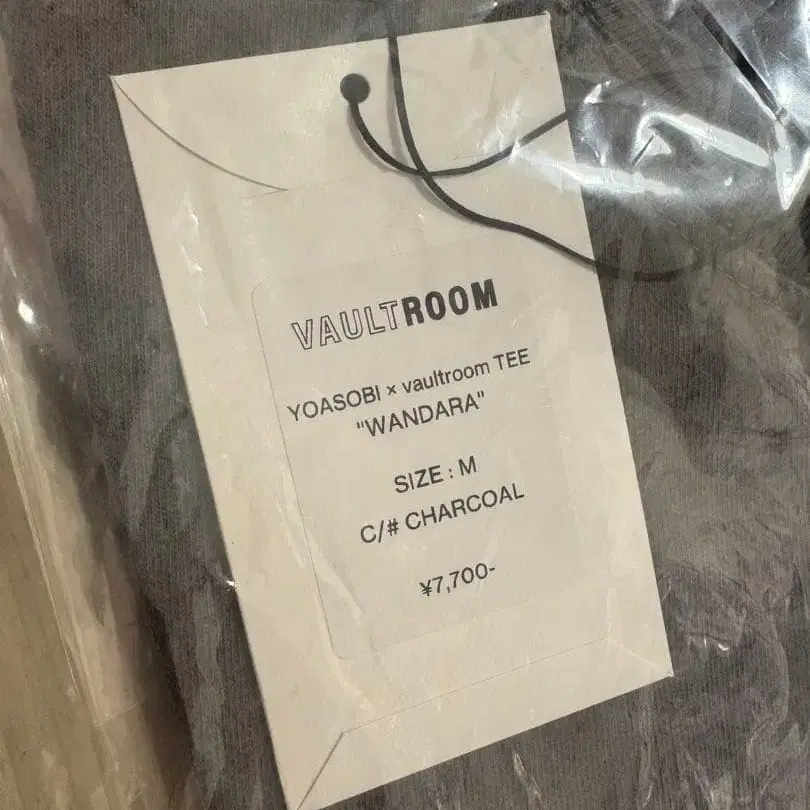 VAULTROOM
YOASOBI × vaultroom TEE
"WANDARA"
SIZE : M
C/# CHARCOAL
¥7,700-